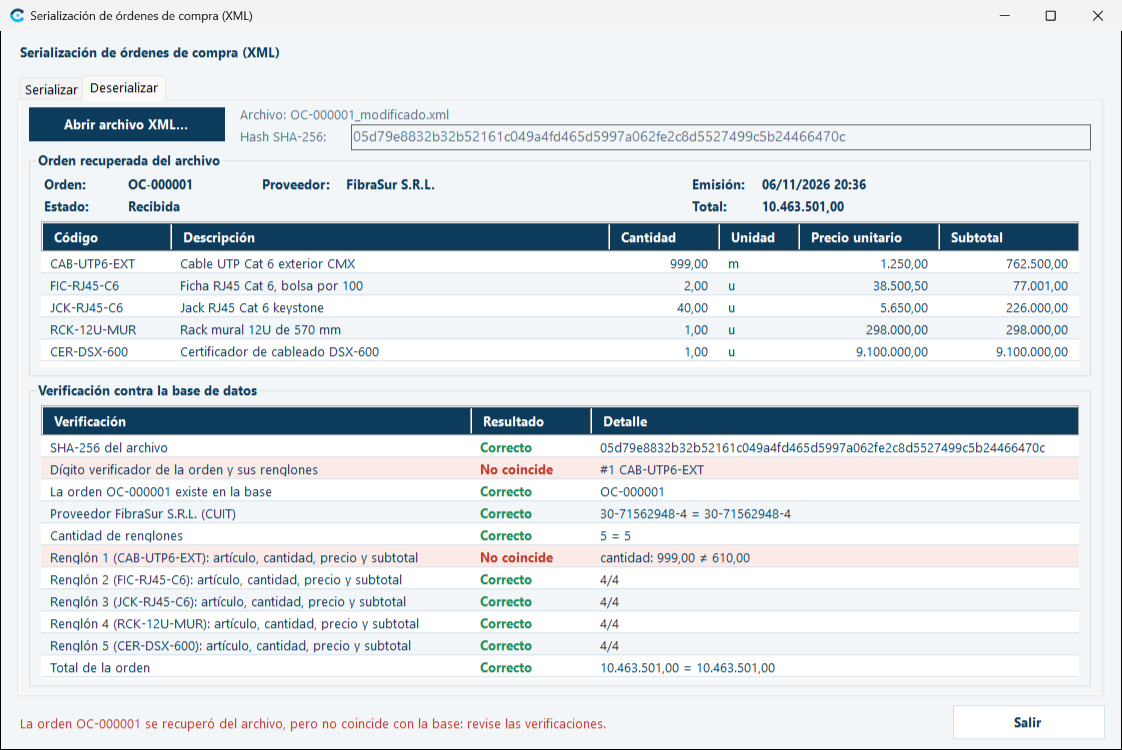 Serialización de órdenes de compra (XML)
Serialización de órdenes de compra (XML)
Serializar Deserializar
Abrir archivo XML...
Archivo: OC-000001_modificado.xml
Hash SHA-256: 05d79e8832b32b52161c049a4fd465d5997a062fe2c8d5527499c5b24466470c
Orden recuperada del archivo
Orden: OC-000001 Proveedor: FibraSur S.R.L. Emisión: 06/11/2026 20:36
Estado: Recibida Total: 10.463.501,00
Código Descripción Cantidad Unidad Precio unitario Subtotal
CAB-UTP6-EXT Cable UTP Cat 6 exterior CMX 999,00 m 1.250,00 762.500,00
FIC-RJ45-C6 Ficha RJ45 Cat 6, bolsa por 100 2,00 u 38.500,50 77.001,00
JCK-RJ45-C6 Jack RJ45 Cat 6 keystone 40,00 u 5.650,00 226.000,00
RCK-12U-MUR Rack mural 12U de 570 mm 1,00 u 298.000,00 298.000,00
CER-DSX-600 Certificador de cableado DSX-600 1,00 u 9.100.000,00 9.100.000,00
Verificación contra la base de datos
Verificación Resultado Detalle
SHA-256 del archivo Correcto 05d79e8832b32b52161c049a4fd465d5997a062fe2c8d5527499c5b24466470c
Dígito verificador de la orden y sus renglones No coincide #1 CAB-UTP6-EXT
La orden OC-000001 existe en la base Correcto OC-000001
Proveedor FibraSur S.R.L. (CUIT) Correcto 30-71562948-4 = 30-71562948-4
Cantidad de renglones Correcto 5 = 5
Renglón 1 (CAB-UTP6-EXT): artículo, cantidad, precio y subtotal No coincide cantidad: 999,00 ≠ 610,00
Renglón 2 (FIC-RJ45-C6): artículo, cantidad, precio y subtotal Correcto 4/4
Renglón 3 (JCK-RJ45-C6): artículo, cantidad, precio y subtotal Correcto 4/4
Renglón 4 (RCK-12U-MUR): artículo, cantidad, precio y subtotal Correcto 4/4
Renglón 5 (CER-DSX-600): artículo, cantidad, precio y subtotal Correcto 4/4
Total de la orden Correcto 10.463.501,00 = 10.463.501,00
La orden OC-000001 se recuperó del archivo, pero no coincide con la base: revise las verificaciones.
Salir